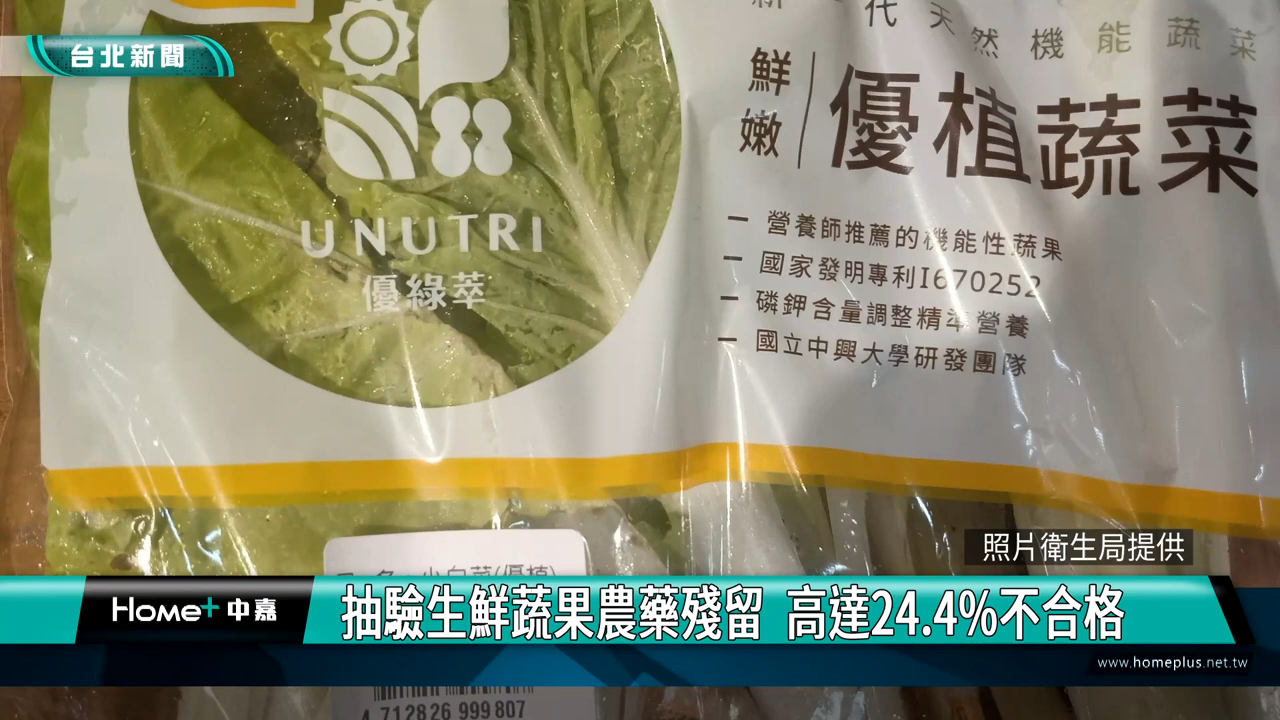 台北新聞
新一代天然機能蔬菜
鮮嫩
優植蔬菜
UNUTRI
優綠萃
一 營養師推薦的機能性蔬果
一 國家發明專利I670252
一 磷鉀含量調整精準營養
一 國立中興大學研發團隊
照片衛生局提供
小白菜(優植)
Home+中嘉
抽驗生鮮蔬果農藥殘留 高達24.4%不合格
www.homeplus.net.tw
4 712826 999807